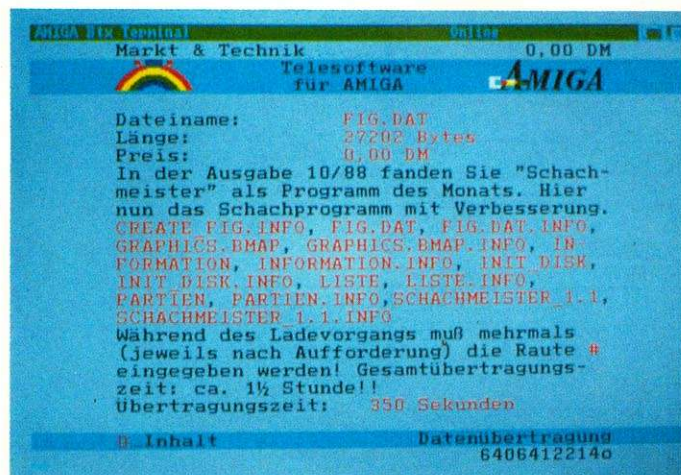 AMIGA Btx Terminal Online
Markt & Technik 0,00 DM
Telesoftware
für AMIGA
AMIGA
Dateiname: FIG.DAT
Länge: 27202 Bytes
Preis: 0,00 DM
In der Ausgabe 10/88 fanden Sie "Schach-
meister" als Programm des Monats. Hier
nun das Schachprogramm mit Verbesserung.
CREATE_FIG.INFO, FIG.DAT, FIG.DAT.INFO,
GRAPHICS.BMAP, GRAPHICS.BMAP.INFO, IN-
FORMATION, INFORMATION.INFO, INIT_DISK,
INIT_DISK.INFO, LISTE, LISTE.INFO,
PARTIEN, PARTIEN.INFO,SCHACHMEISTER_1.1,
SCHACHMEISTER_1.1.INFO
Während des Ladevorgangs muß mehrmals
(jeweils nach Aufforderung) die Raute #
eingegeben werden! Gesamtübertragungs-
zeit: ca. 1½ Stunde!!
Übertragungszeit: 350 Sekunden
0 Inhalt Datenübertragung #
6406412214o